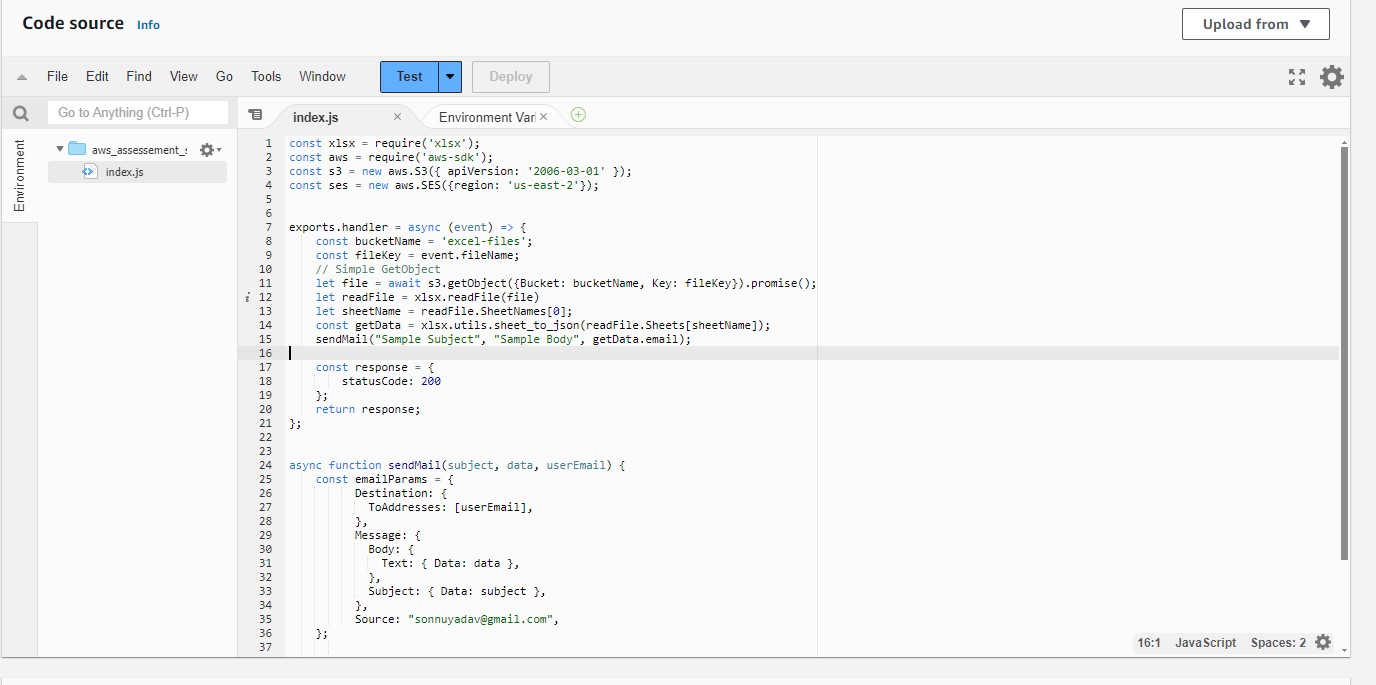 Code source Info
Upload from
File Edit Find View Go Tools Window Test Deploy
Go to Anything (Ctrl-P)
index.js Environment Vari
Environment
aws_assessement_s
index.js
1 const xlsx = require('xlsx');
2 const aws = require('aws-sdk');
3 const s3 = new aws.S3({ apiVersion: '2006-03-01' });
4 const ses = new aws.SES({region: 'us-east-2'});
5
6
7 exports.handler = async (event) => {
8 const bucketName = 'excel-files';
9 const fileKey = event.fileName;
10 // Simple GetObject
11 let file = await s3.getObject({Bucket: bucketName, Key: fileKey}).promise();
12 let readFile = xlsx.readFile(file)
13 let sheetName = readFile.SheetNames[0];
14 const getData = xlsx.utils.sheet_to_json(readFile.Sheets[sheetName]);
15 sendMail("Sample Subject", "Sample Body", getData.email);
16
17 const response = {
18 statusCode: 200
19 };
20 return response;
21 };
22
23
24 async function sendMail(subject, data, userEmail) {
25 const emailParams = {
26 Destination: {
27 ToAddresses: [userEmail],
28 },
29 Message: {
30 Body: {
31 Text: { Data: data },
32 },
33 Subject: { Data: subject },
34 },
35 Source: "sonnuyadav@gmail.com",
36 };
37
16:1 JavaScript Spaces: 2